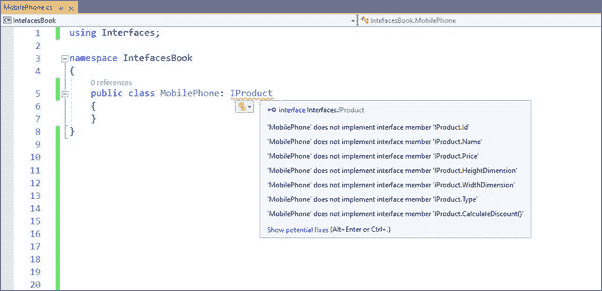 MobilePhone.cs
IntefacesBook
IntefacesBook.MobilePhone
1 using Interfaces;
2
3 namespace IntefacesBook
4 {
0 references
5 public class MobilePhone: IProduct
6 {
7 }
8 }
9
10
11
12
13
14
15
16
17
18
19
20
interface Interfaces.IProduct
'MobilePhone' does not implement interface member 'IProduct.Id'
'MobilePhone' does not implement interface member 'IProduct.Name'
'MobilePhone' does not implement interface member 'IProduct.Price'
'MobilePhone' does not implement interface member 'IProduct.HeightDimension'
'MobilePhone' does not implement interface member 'IProduct.WidthDimension'
'MobilePhone' does not implement interface member 'IProduct.Type'
'MobilePhone' does not implement interface member 'IProduct.CalculateDiscount()'
Show potential fixes (Alt+Enter or Ctrl+.)